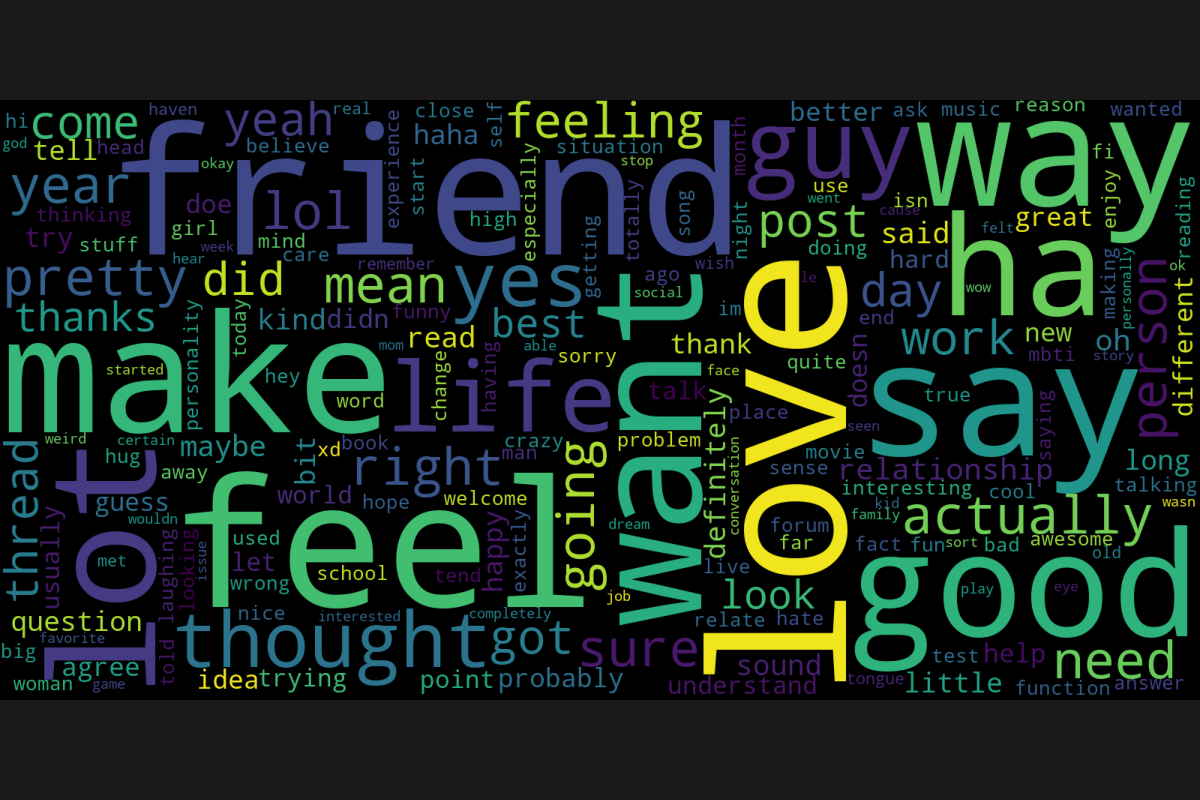 hi
come
haven
yeah
real
close
self
feeling
better
ask
music
reason
wanted
god
tell
head
friend
believe
experience
haha
situation
month
guy
way
fi
year
okay
lol
start
especially
stop
use
isn
enjoy
reading
thinking
doe
high
totally
song
night
went
cause
great
try
stuff
girl
mind
week
care
getting
post
said
felt
hear
remember
doing
ha
pretty
did
mean
yes
ago
wish
love
le
hard
wow
making
personally
ok
social
day
person
different
thanks
personality
today
kind
didn
funny
best
want
im
end
work
new
oh
make
mom
read
able
sorry
thank
quite
doesn
mbti
story
started
hey
life
change
having
face
say
word
talk
true
place
seen
saying
thread
weird
certain
maybe
bit
xd
book
crazy
man
problem
definitely
conversation
movie
relationship
long
hug
away
right
going
sense
lot
guess
world
hope
welcome
interesting
cool
talking
wouldn
feel
exactly
dream
forum
kid
family
actually
wasn
usually
met
used
happy
far
fact
fun
sort
bad
awesome
old
laughing
looking
issue
let
wrong
school
tend
live
good
play
eye
job
look
question
nice
interested
completely
relate
hate
favorite
told
thought
got
sure
test
help
need
big
agree
sound
woman
game
idea
trying
point
probably
understand
tongue
little
function
answer